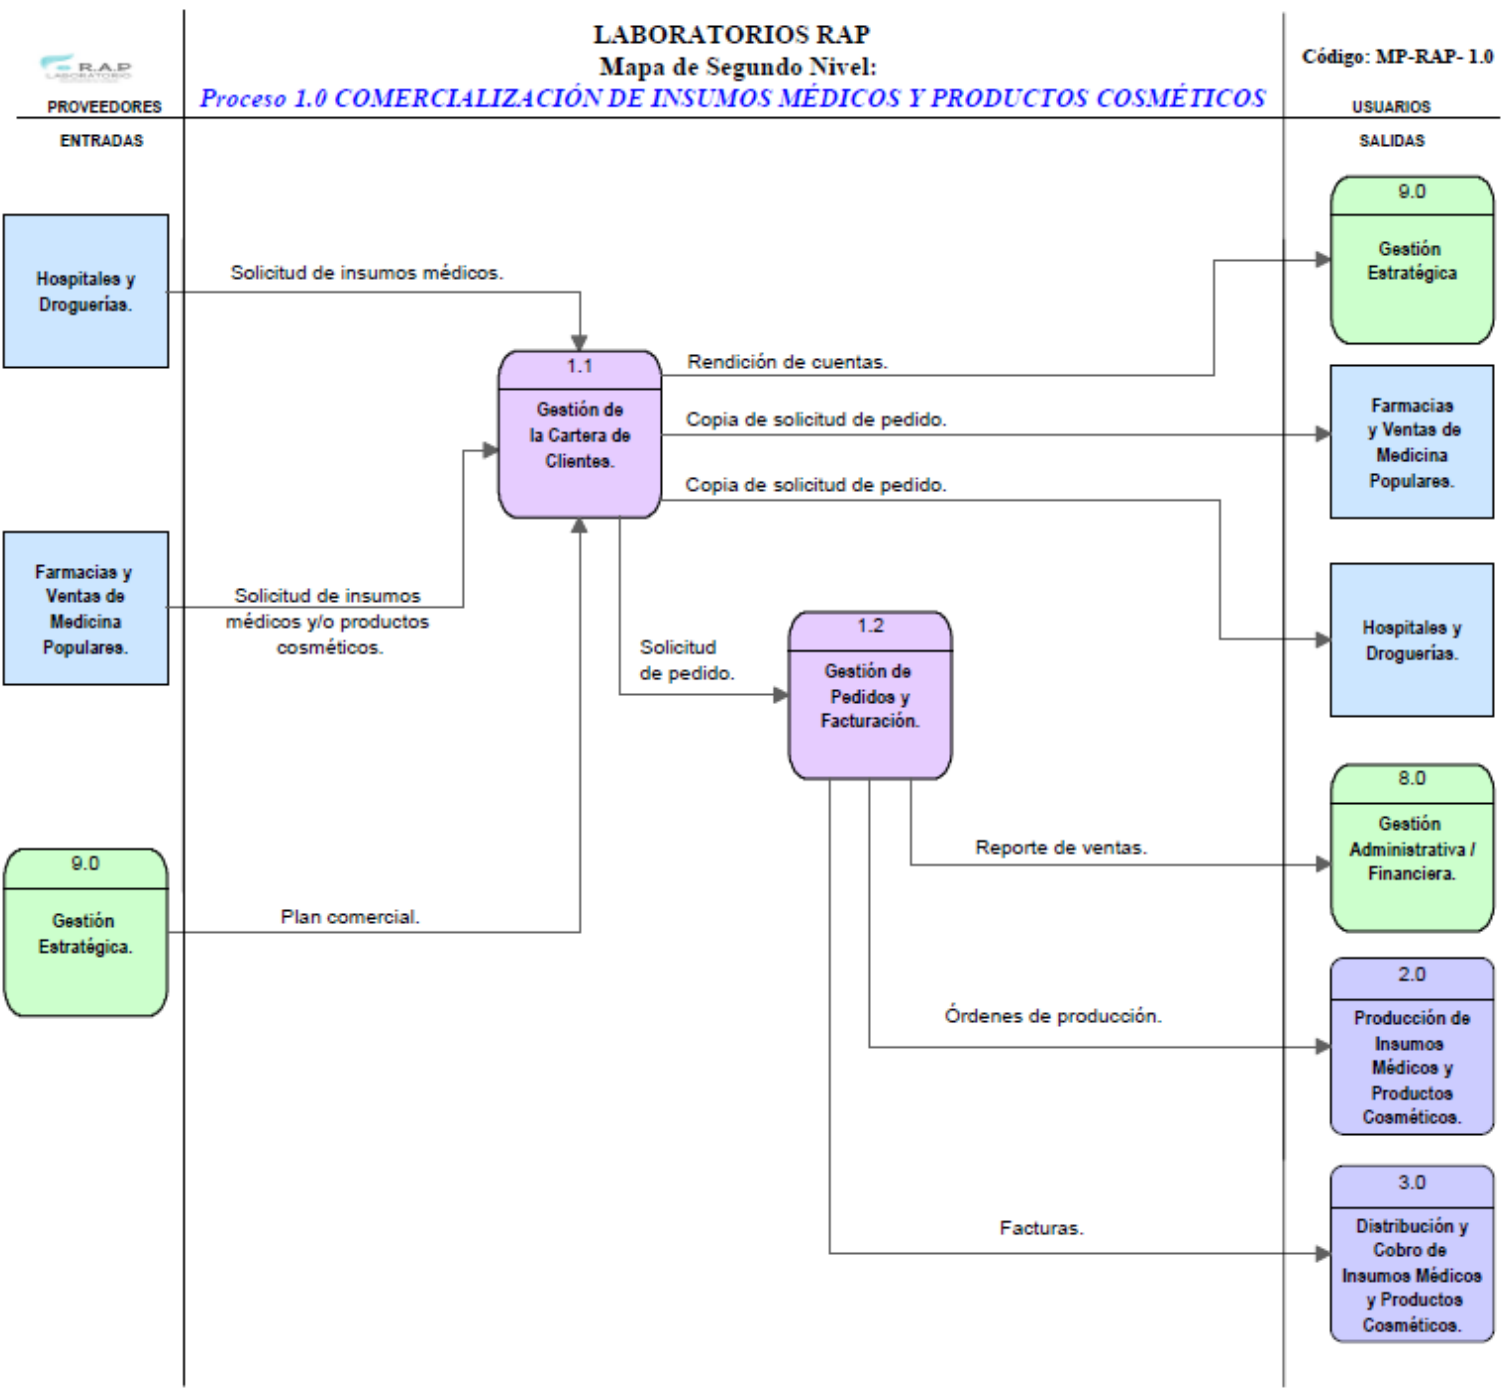 LABORATORIOS RAP
Mapa de Segundo Nivel:
Proceso 1.0 COMERCIALIZACIÓN DE INSUMOS MÉDICOS Y PRODUCTOS COSMÉTICOS
Código: MP-RAP- 1.0
R.A.P
LABORATORIO
PROVEEDORES
USUARIOS
ENTRADAS
SALIDAS
Hospitales y
Droguerías.
Solicitud de insumos médicos.
Farmacias y
Ventas de
Medicina
Populares.
Solicitud de insumos
médicos y/o productos
cosméticos.
9.0
Gestión
Estratégica.
Plan comercial.
1.1
Gestión de
la Cartera de
Clientes.
Rendición de cuentas.
Copia de solicitud de pedido.
Copia de solicitud de pedido.
Solicitud
de pedido.
1.2
Gestión de
Pedidos y
Facturación.
Reporte de ventas.
Órdenes de producción.
Facturas.
9.0
Gestión
Estratégica
Farmacias
y Ventas de
Medicina
Populares.
Hospitales y
Droguerías.
8.0
Gestión
Administrativa /
Financiera.
2.0
Producción de
Insumos
Médicos y
Productos
Cosméticos.
3.0
Distribución y
Cobro de
Insumos Médicos
y Productos
Cosméticos.